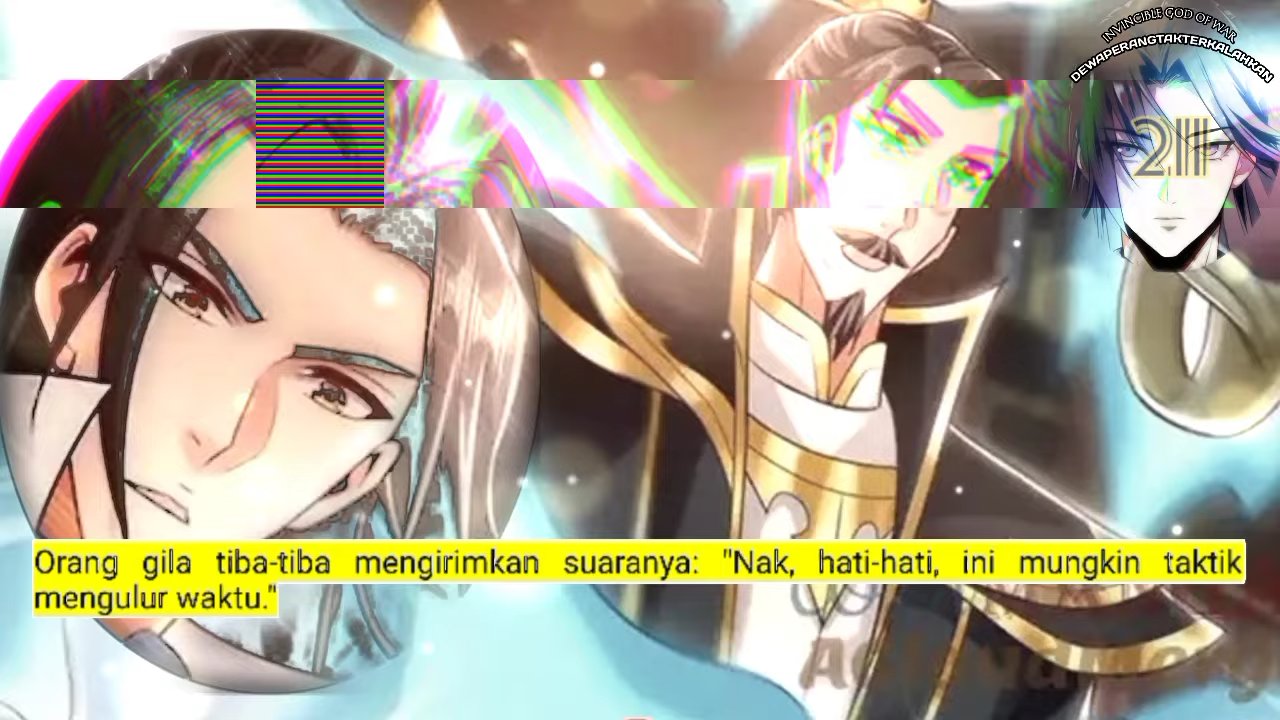 INVINCIBLE GOD OF WAR
DEWAPERANGTAKTERKALAHKAN
211
Orang gila tiba-tiba mengirimkan suaranya: "Nak, hati-hati, ini mungkin taktik
mengulur waktu."